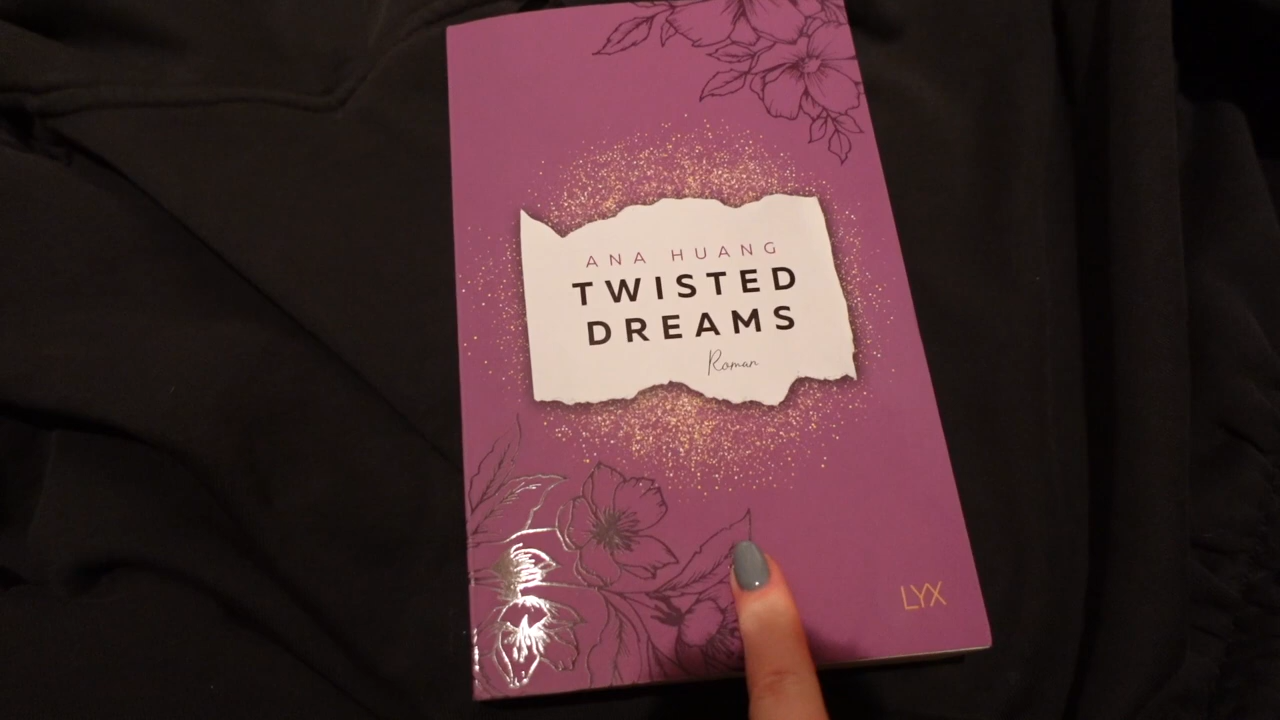 ANA HUANG
TWISTED
DREAMS
Roman
LYX